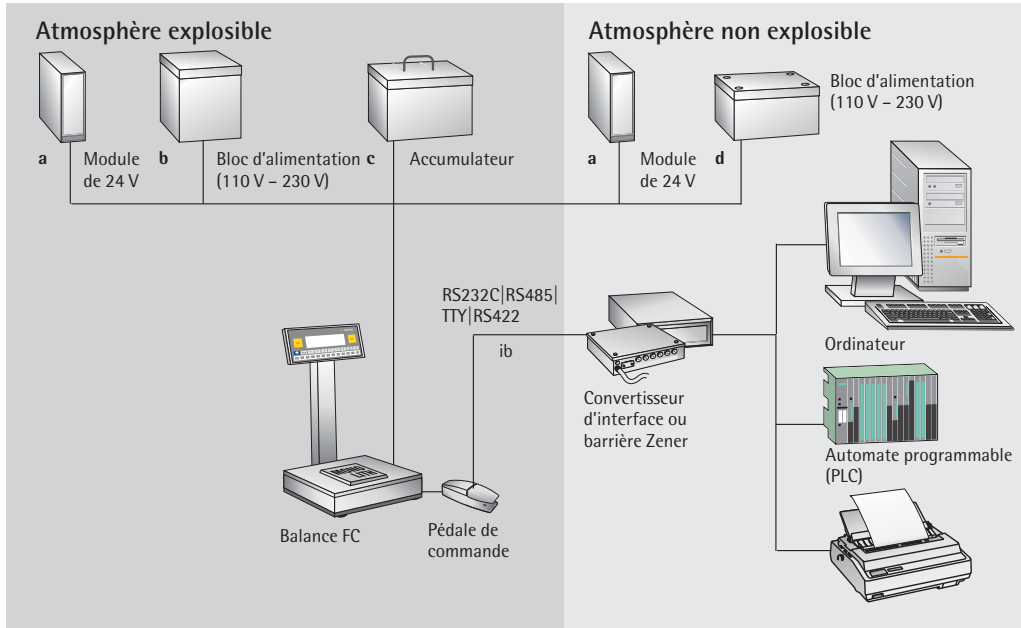 Atmosphère explosible
Atmosphère non explosible
Bloc d'alimentation
(110 V – 230 V)
a
Module
de 24 V
b
Bloc d'alimentation
(110 V – 230 V)
c
Accumulateur
a
Module
de 24 V
d
RS232C|RS485|
TTY|RS422
ib
Ordinateur
Convertisseur
d'interface ou
barrière Zener
Automate programmable
(PLC)
Balance FC
Pédale de
commande